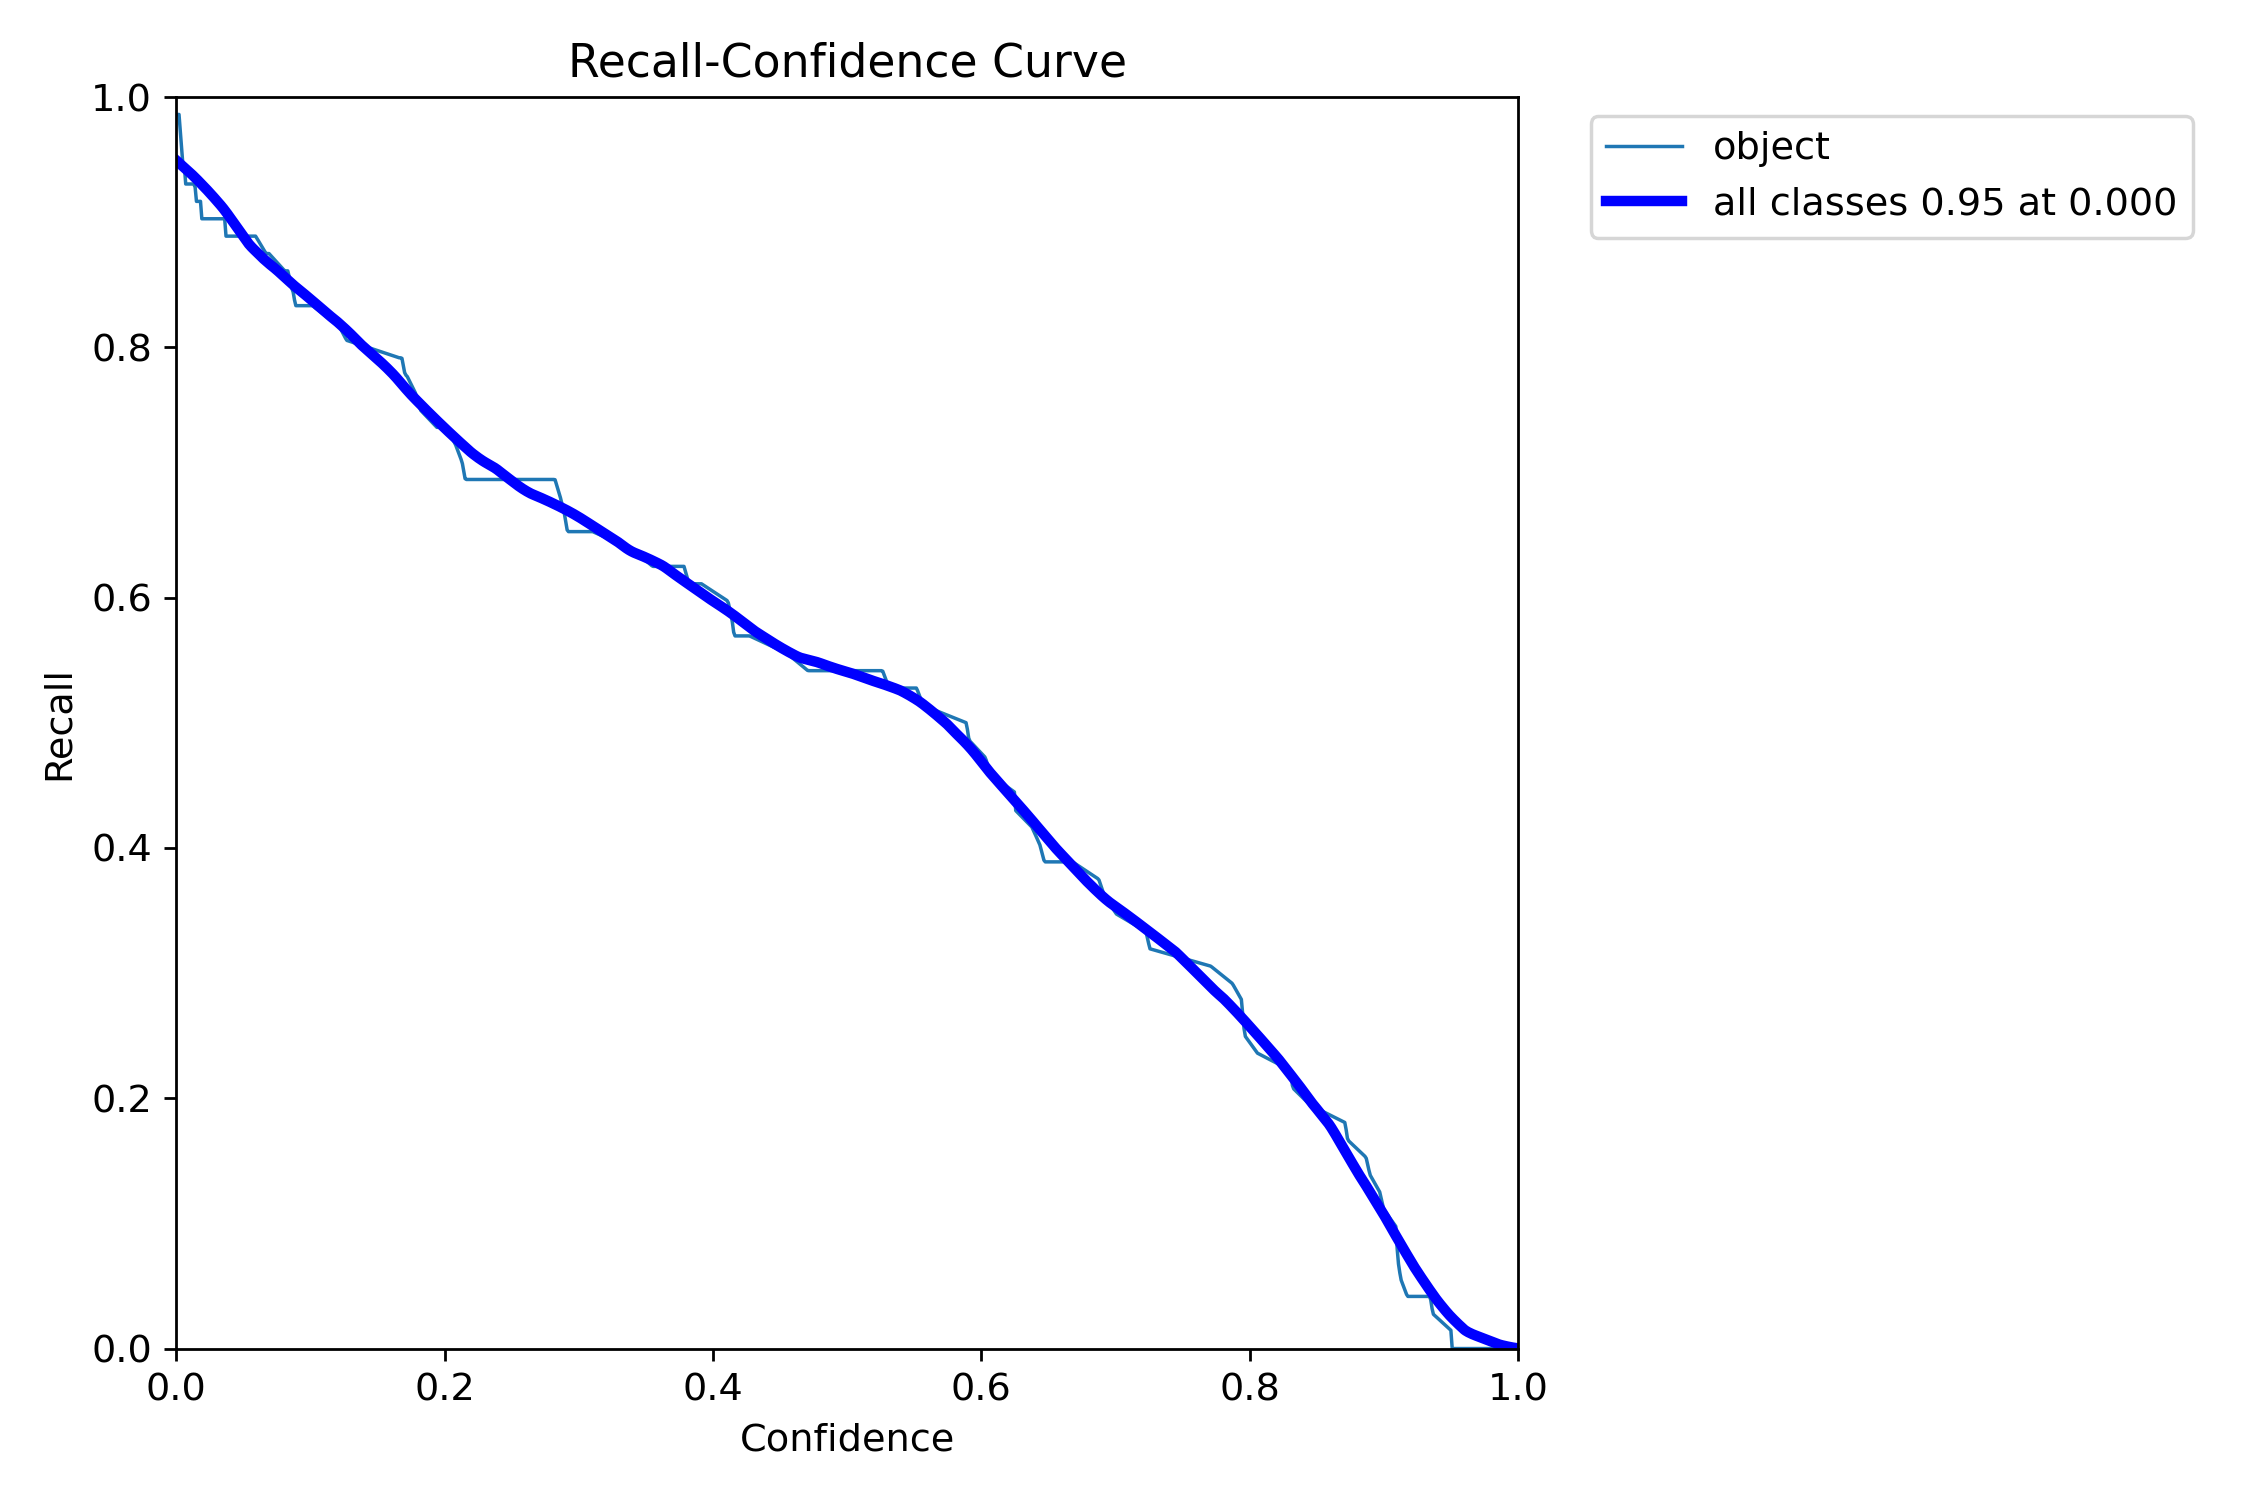 Recall-Confidence Curve
1.0
0.8
0.6
0.4
0.2
0.0
Recall
0.0 0.2 0.4 0.6 0.8 1.0
Confidence
object
all classes 0.95 at 0.000